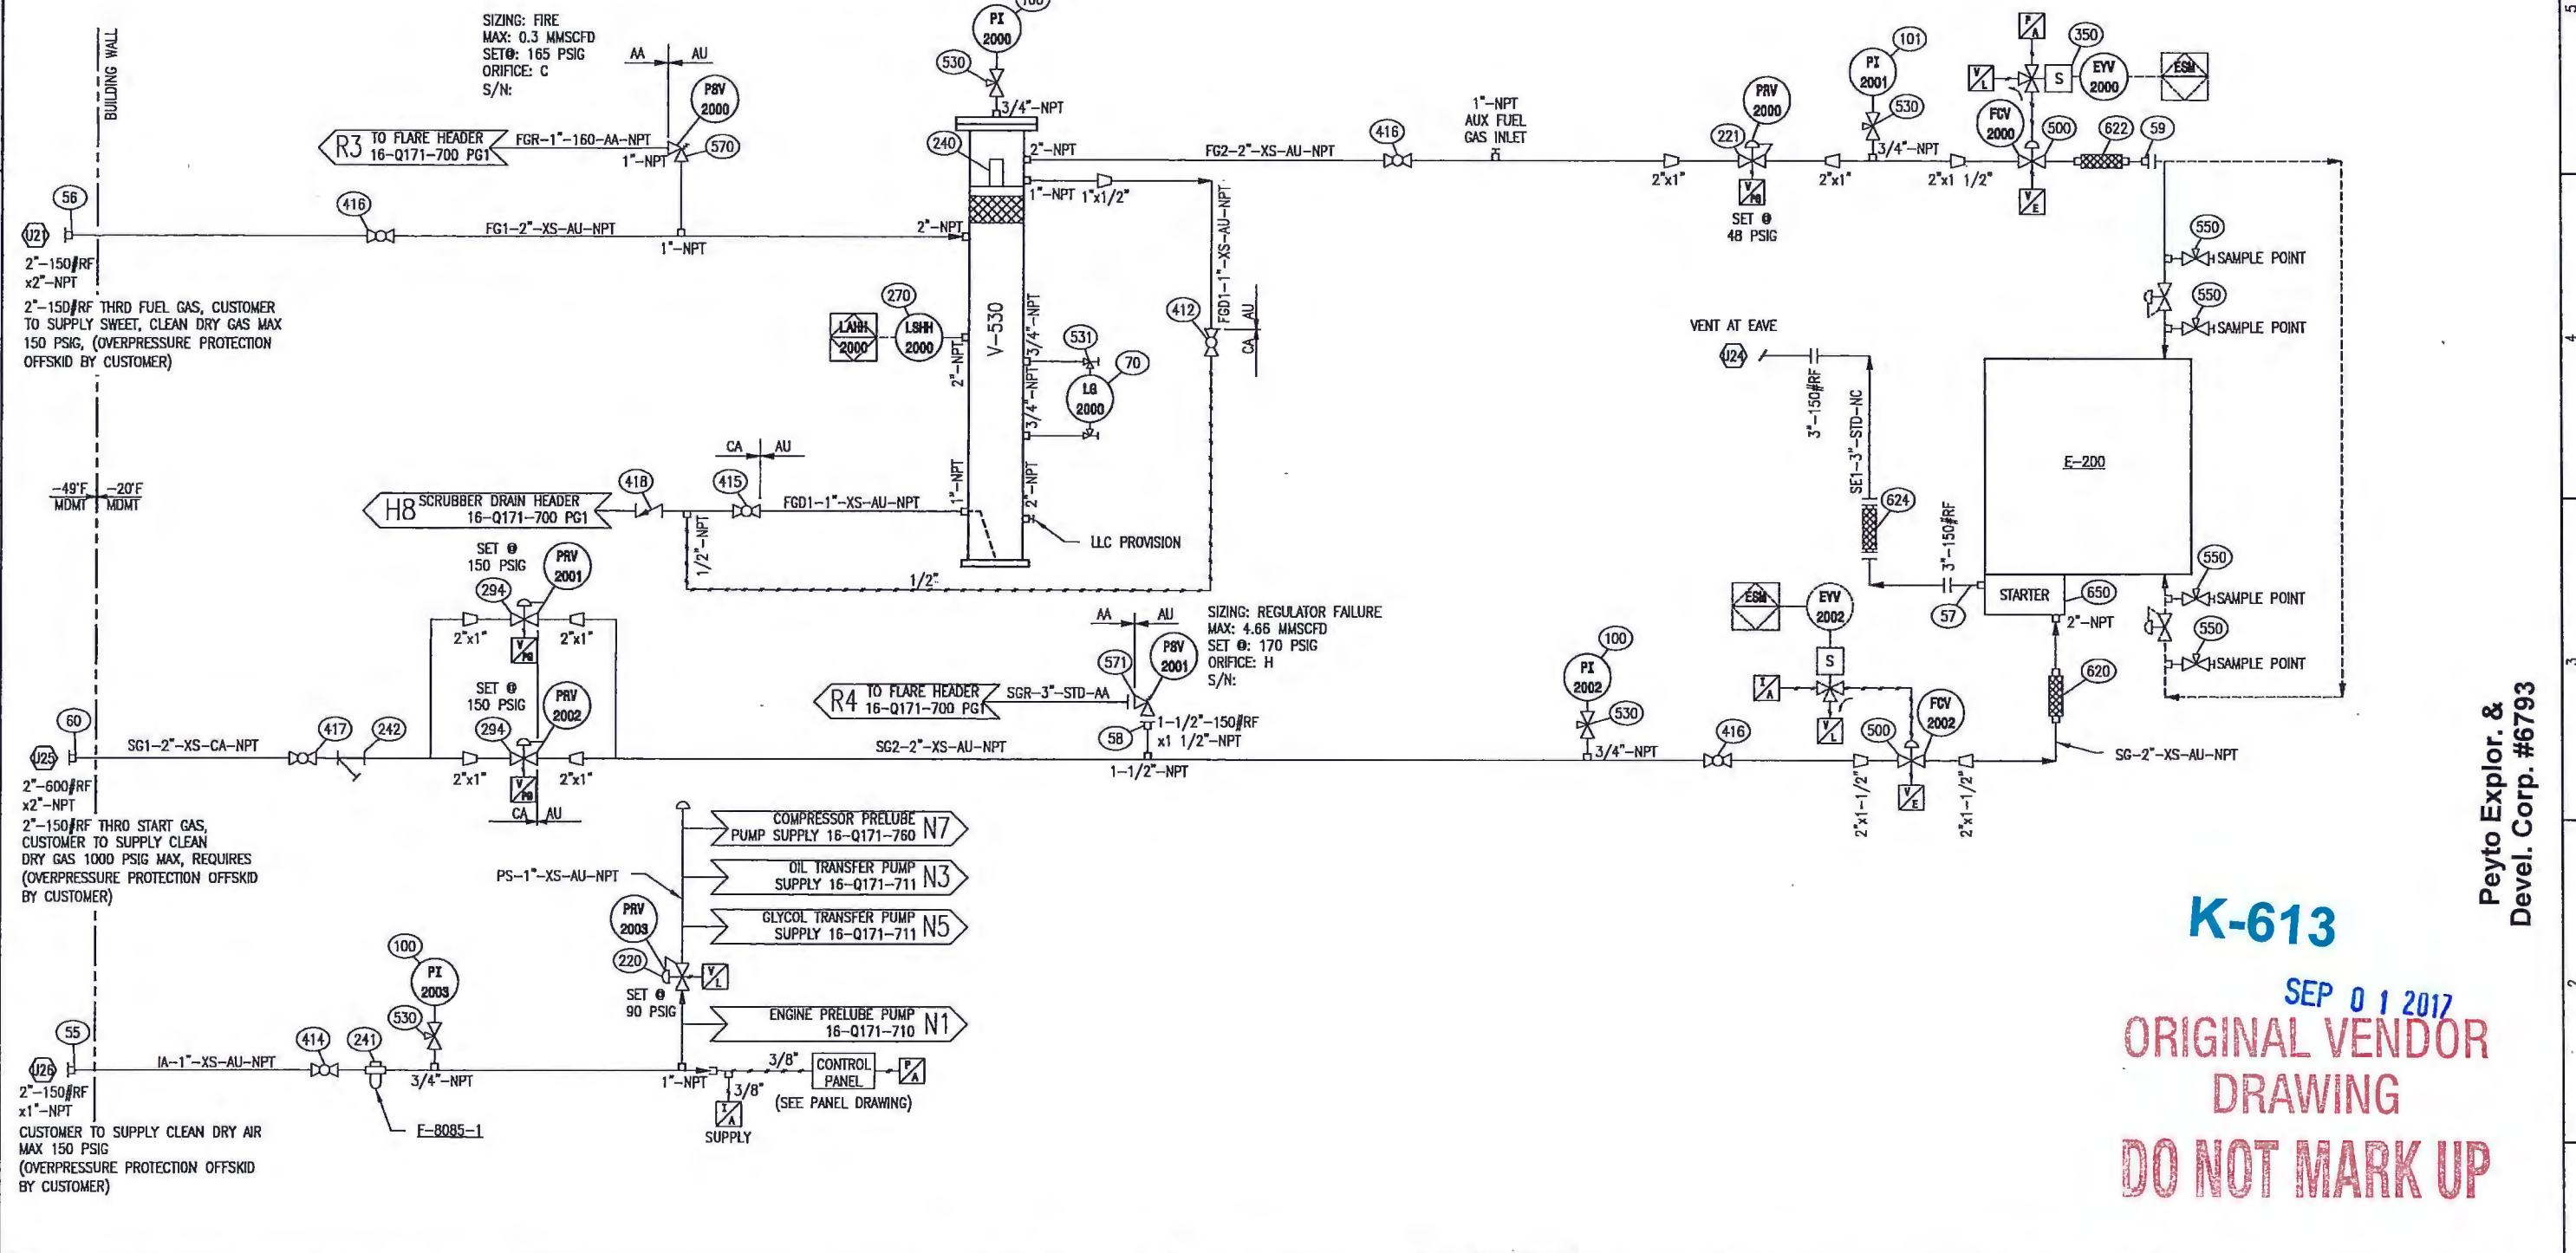 SIZING: FIRE
MAX: 0.3 MMSCFD
SET@: 165 PSIG
ORIFICE: C
S/N:
BUILDING WALL
AA
AU
PSV
2000
570
R3
TO FLARE HEADER
16-Q171-700 PG1
FGR-1"-160-AA-NPT
1"-NPT
56
U21
416
FG1-2"-XS-AU-NPT
1"-NPT
2"-NPT
2"-150#RF
x2"-NPT
2"-150#RF THRD FUEL GAS, CUSTOMER
TO SUPPLY SWEET, CLEAN DRY GAS MAX
150 PSIG, (OVERPRESSURE PROTECTION
OFFSKID BY CUSTOMER)
PI
2000
530
3/4"-NPT
240
2"-NPT
1"-NPT
1"x1/2"
V-530
270
LAHH
2000
LSHH
2000
2"-NPT
3/4"-NPT
3/4"-NPT
531
70
LG
2000
1"-NPT
2"-NPT
LLC PROVISION
FGD1-1"-XS-AU-NPT
412
AU
CA
FG2-2"-XS-AU-NPT
416
1"-NPT
AUX FUEL
GAS INLET
2"x1"
221
PRV
2000
V
PG
SET @
48 PSIG
2"x1"
PI
2001
101
530
3/4"-NPT
2"x1 1/2"
P
A
350
V
L
S
EYV
2000
ESM
FCV
2000
500
622
59
V
E
550
SAMPLE POINT
550
SAMPLE POINT
VENT AT EAVE
U24
3"-150#RF
SE1-3"-STD-NC
624
3"-150#RF
57
E-200
STARTER
650
2"-NPT
550
SAMPLE POINT
550
SAMPLE POINT
620
SG-2"-XS-AU-NPT
-49°F
MDMT
-20°F
MDMT
H8
SCRUBBER DRAIN HEADER
16-Q171-700 PG1
418
415
CA
AU
FGD1-1"-XS-AU-NPT
1/2"-NPT
1/2"
SET @
150 PSIG
PRV
2001
294
2"x1"
2"x1"
V
PG
SET @
150 PSIG
PRV
2002
294
2"x1"
2"x1"
V
PG
CA
AU
60
U25
SG1-2"-XS-CA-NPT
417
242
2"-600#RF
x2"-NPT
2"-150#RF THRO START GAS,
CUSTOMER TO SUPPLY CLEAN
DRY GAS 1000 PSIG MAX, REQUIRES
(OVERPRESSURE PROTECTION OFFSKID
BY CUSTOMER)
SG2-2"-XS-AU-NPT
R4
TO FLARE HEADER
16-Q171-700 PG1
SGR-3"-STD-AA
AA
AU
571
PSV
2001
SIZING: REGULATOR FAILURE
MAX: 4.66 MMSCFD
SET @: 170 PSIG
ORIFICE: H
S/N:
58
1-1/2"-150#RF
x1 1/2"-NPT
1-1/2"-NPT
100
PI
2002
530
3/4"-NPT
416
ESM
EYV
2002
S
I
A
V
L
FCV
2002
500
V
E
2"x1-1/2"
2"x1-1/2"
COMPRESSOR PRELUBE
PUMP SUPPLY 16-Q171-760
N7
OIL TRANSFER PUMP
SUPPLY 16-Q171-711
N3
GLYCOL TRANSFER PUMP
SUPPLY 16-Q171-711
N5
ENGINE PRELUBE PUMP
16-Q171-710
N1
PS-1"-XS-AU-NPT
PRV
2003
220
V
L
SET @
90 PSIG
55
U26
IA-1"-XS-AU-NPT
414
241
100
PI
2003
530
3/4"-NPT
1"-NPT
3/8"
CONTROL
PANEL
P
A
3/8"
(SEE PANEL DRAWING)
I
A
SUPPLY
F-8085-1
2"-150#RF
x1"-NPT
CUSTOMER TO SUPPLY CLEAN DRY AIR
MAX 150 PSIG
(OVERPRESSURE PROTECTION OFFSKID
BY CUSTOMER)
Peyto Explor. &
Devel. Corp. #6793
K-613
SEP 01 2017
ORIGINAL VENDOR
DRAWING
DO NOT MARK UP
5
4
3